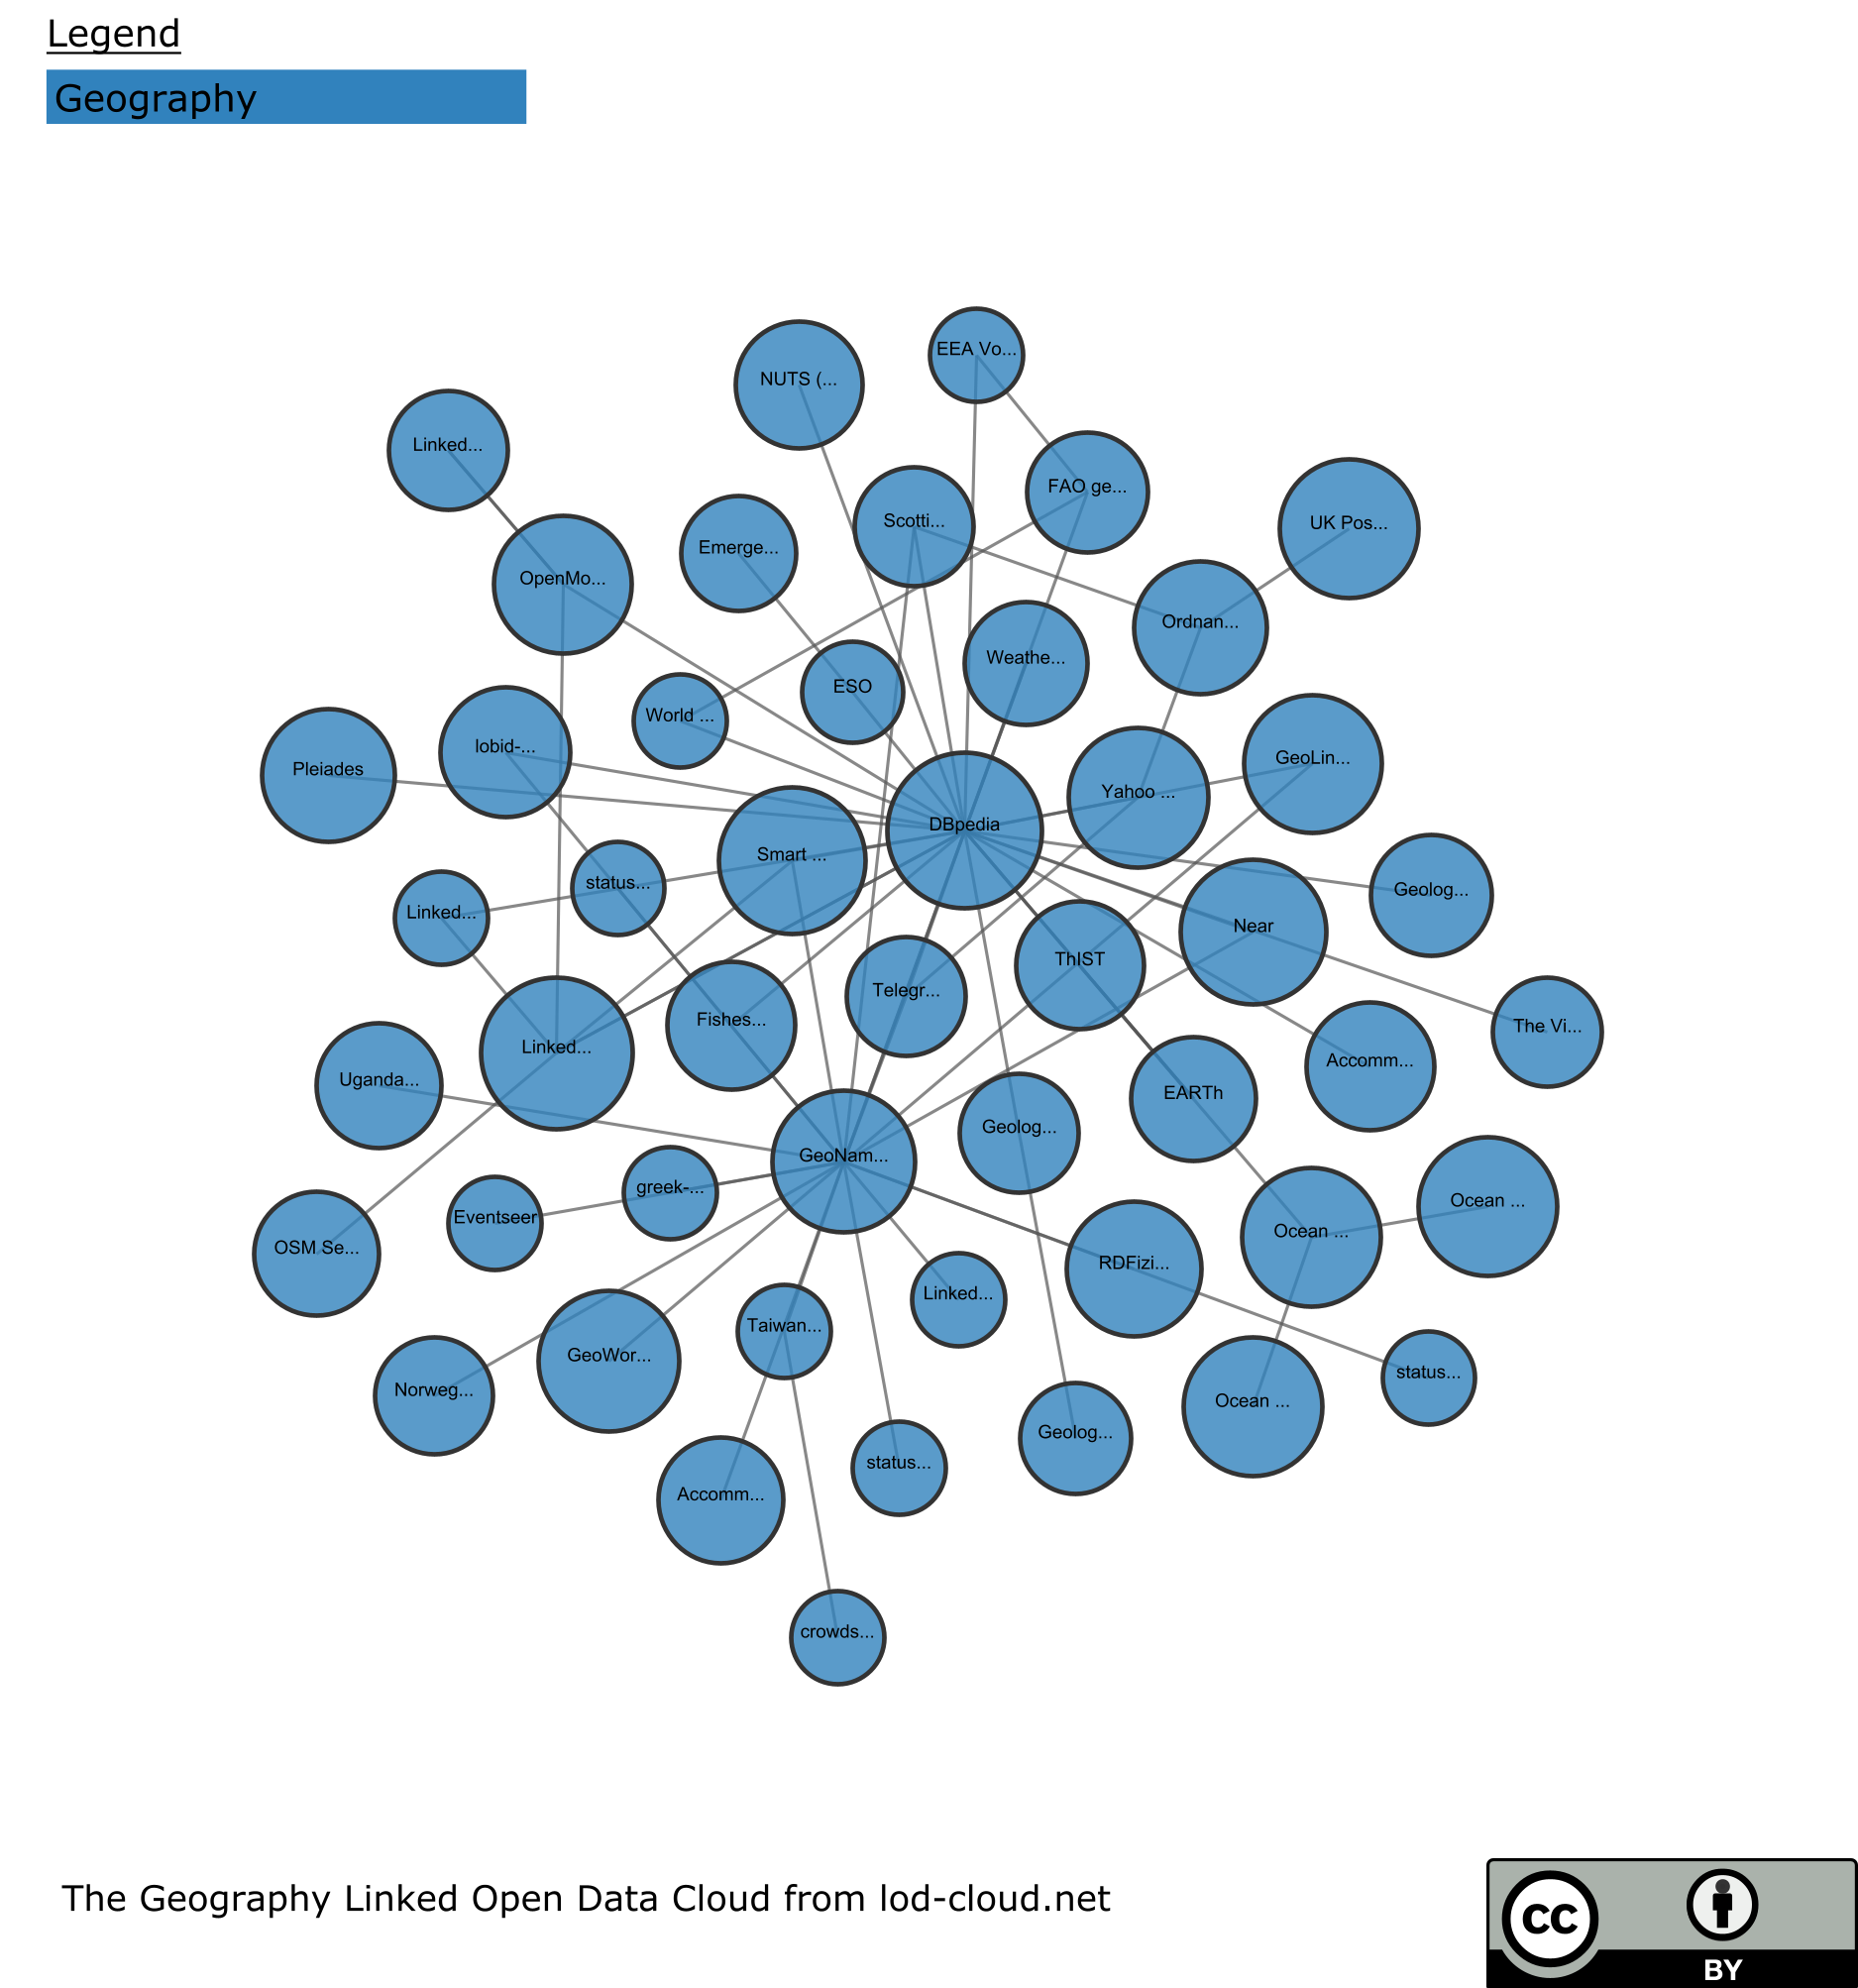 Legend
Geography
EEA Vo...
NUTS (...
Linked...
FAO ge...
Scotti...
UK Pos...
Emerge...
OpenMo...
Ordnan...
Weathe...
ESO
World ...
lobid-...
GeoLin...
Pleiades
Yahoo ...
DBpedia
Smart ...
status...
Geolog...
Linked...
Near
ThIST
Telegr...
Fishes...
The Vi...
Linked...
Accomm...
Uganda...
EARTh
Geolog...
GeoNam...
greek-...
Ocean ...
Eventseer
Ocean ...
OSM Se...
RDFizi...
Linked...
Taiwan...
GeoWor...
status...
Norweg...
Ocean ...
Geolog...
status...
Accomm...
crowds...
The Geography Linked Open Data Cloud from lod-cloud.net
cc
BY